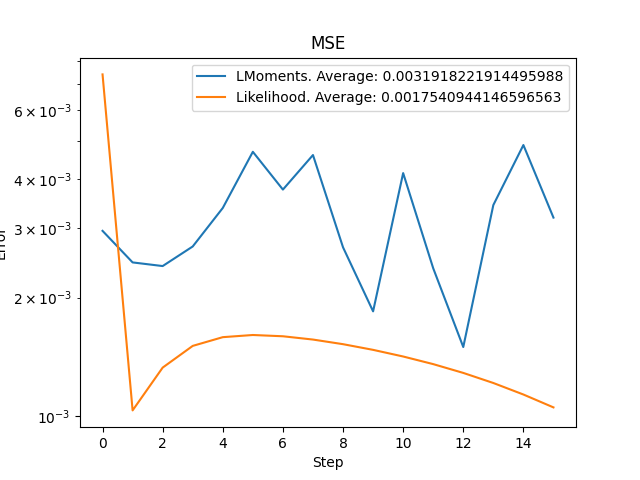 MSE
LMoments. Average: 0.0031918221914495988
Likelihood. Average: 0.0017540944146596563
6 × 10⁻³
4 × 10⁻³
3 × 10⁻³
2 × 10⁻³
10⁻³
Error
0 2 4 6 8 10 12 14
Step